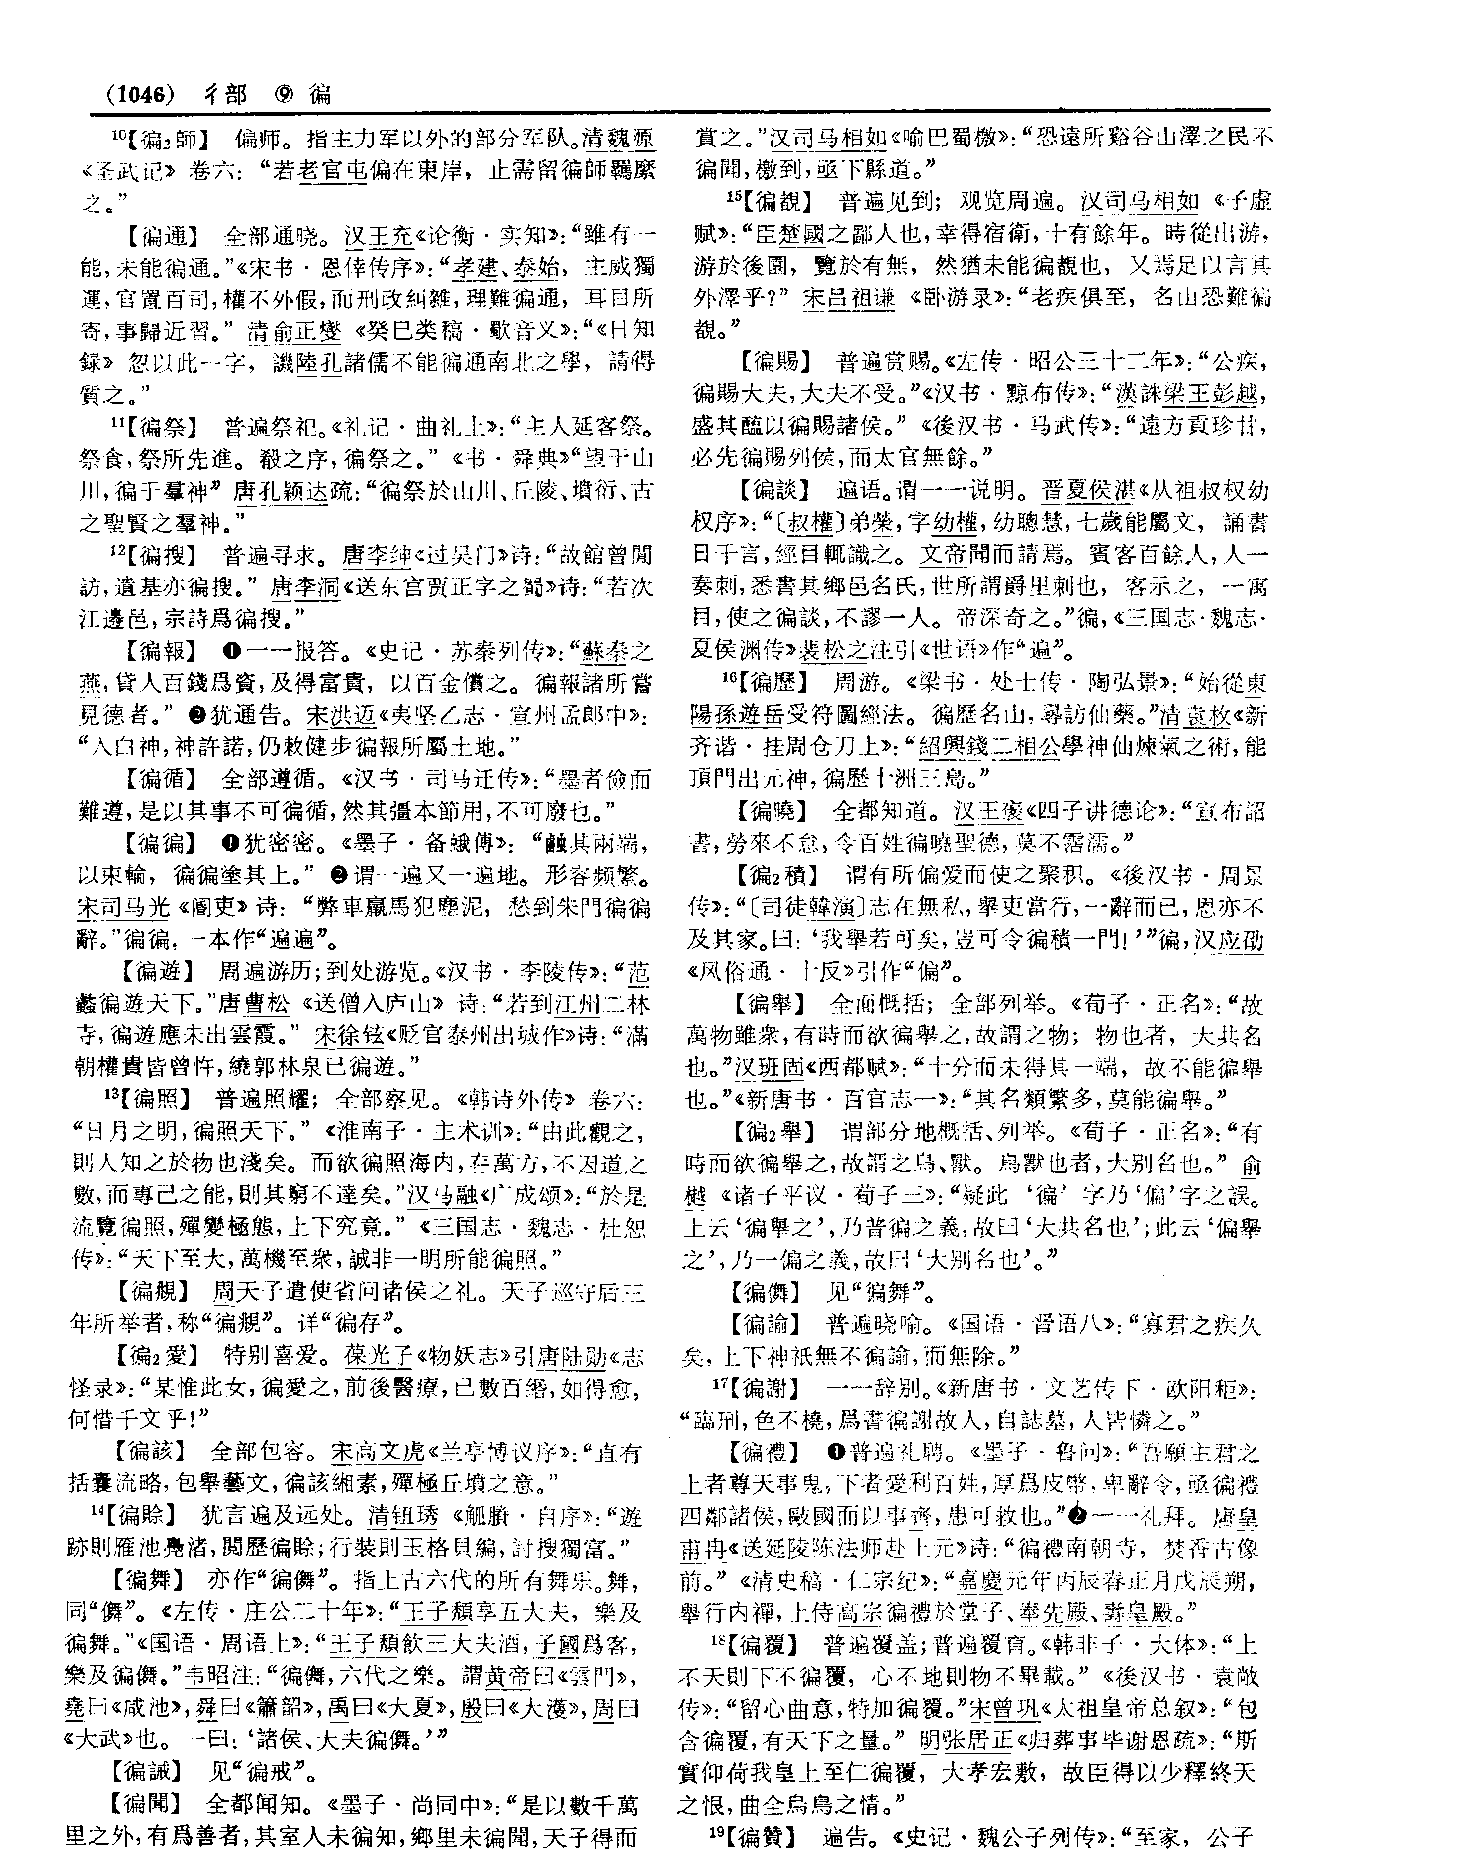 (1046) 彳部 ⑨ 徧
¹⁰【徧₂師】 偏师。指主力军以外的部分军队。清魏源
《圣武记》卷六：“若老官屯偏在東岸，止需留徧師羈縻
之。”
【徧通】 全部通晓。汉王充《论衡·实知》：“雖有一
能，未能徧通。”《宋书·恩倖传序》：“孝建、泰始，主威獨
運，官置百司，權不外假，而刑政糾雜，理難徧通，耳目所
寄，事歸近習。” 清俞正燮《癸巳类稿·歇音义》：“《日知
録》忽以此一字，譏陸孔諸儒不能徧通南北之學，請得
質之。”
¹¹【徧祭】 普遍祭祀。《礼记·曲礼上》：“主人延客祭。
祭食，祭所先進。殽之序，徧祭之。”《书·舜典》“望于山
川，徧于羣神” 唐孔颖达疏：“徧祭於山川、丘陵、墳衍、古
之聖賢之羣神。”
¹²【徧搜】 普遍寻求。唐李绅《过吴门》诗：“故館曾閒
訪，遺基亦徧搜。” 唐李洞《送东宫贾正字之蜀》诗：“若次
江邊邑，宗詩爲徧搜。”
【徧報】 ❶一一报答。《史记·苏秦列传》：“蘇秦之
燕，貸人百錢爲資，及得富貴，以百金償之。徧報諸所嘗
見德者。” ❷犹通告。宋洪迈《夷坚乙志·宣州孟郎中》：
“入白神，神許諾，仍敕健步徧報所屬土地。”
【徧循】 全部遵循。《汉书·司马迁传》：“墨者儉而
難遵，是以其事不可徧循，然其彊本節用，不可廢也。”
【徧徧】 ❶犹密密。《墨子·备蛾傅》：“融其兩端，
以束輪，徧徧塗其上。” ❷谓一遍又一遍地。形容频繁。
宋司马光《阍吏》诗：“弊車羸馬犯塵泥，愁到朱門徧徧
辭。”徧徧，一本作“遍遍”。
【徧遊】 周遍游历；到处游览。《汉书·李陵传》：“范
蠡徧遊天下。”唐曹松《送僧入庐山》诗：“若到江州二林
寺，徧遊應未出雲霞。” 宋徐铉《贬官泰州出城作》诗：“滿
朝權貴皆曾忤，繞郭林泉已徧遊。”
¹³【徧照】 普遍照耀；全部察见。《韩诗外传》卷六：
“日月之明，徧照天下。”《淮南子·主术训》：“由此觀之，
則人知之於物也淺矣。而欲徧照海内，存萬方，不因道之
數，而專己之能，則其窮不達矣。”汉马融《广成颂》：“於是
流覽徧照，殫變極態，上下究竟。”《三国志·魏志·杜恕
传》：“天下至大，萬機至衆，誠非一明所能徧照。”
【徧覜】 周天子遣使省问诸侯之礼。天子巡守后三
年所举者，称“徧覜”。详“徧存”。
【徧₂愛】 特别喜爱。葆光子《物妖志》引唐陆勋《志
怪录》：“某惟此女，徧愛之，前後醫療，已數百緡，如得愈，
何惜千文乎！”
【徧該】 全部包容。宋高文虎《兰亭博议序》：“直有
括囊流略，包舉藝文，徧該緗素，殫極丘墳之意。”
¹⁴【徧賒】 犹言遍及远处。清钮琇《觚賸·自序》：“遊
跡則雁池鳧渚，閲歷徧賒；行裝則玉格貝編，討搜獨富。”
【徧舞】 亦作“徧儛”。指上古六代的所有舞乐。舞，
同“儛”。《左传·庄公二十年》：“王子頽享五大夫，樂及
徧舞。”《国语·周语上》：“王子頽飲三大夫酒，子國爲客，
樂及徧儛。”韦昭注：“徧儛，六代之樂。謂黄帝曰《雲門》，
堯曰《咸池》，舜曰《簫韶》，禹曰《大夏》，殷曰《大濩》，周曰
《大武》也。一曰：‘諸侯、大夫徧儛。’”
【徧誡】 见“徧戒”。
【徧聞】 全都闻知。《墨子·尚同中》：“是以數千萬
里之外，有爲善者，其室人未徧知，鄉里未徧聞，天子得而
賞之。”汉司马相如《喻巴蜀檄》：“恐遠所谿谷山澤之民不
徧聞，檄到，亟下縣道。”
¹⁵【徧覩】 普遍见到；观览周遍。汉司马相如《子虚
赋》：“臣楚國之鄙人也，幸得宿衛，十有餘年。時從出游，
游於後園，覽於有無，然猶未能徧覩也，又焉足以言其
外澤乎？” 宋吕祖谦《卧游录》：“老疾俱至，名山恐難徧
覩。”
【徧賜】 普遍赏赐。《左传·昭公三十二年》：“公疾，
徧賜大夫，大夫不受。”《汉书·黥布传》：“漢誅梁王彭越，
盛其醢以徧賜諸侯。”《後汉书·马武传》：“遠方貢珍甘，
必先徧賜列侯，而太官無餘。”
【徧談】 遍语。谓一一说明。晋夏侯湛《从祖叔权幼
权序》：“〔叔權〕弟榮，字幼權，幼聰慧，七歲能屬文，誦書
日千言，經目輒識之。文帝聞而請焉。賓客百餘人，人一
奏刺，悉書其鄉邑名氏，世所謂爵里刺也，客示之，一寓
目，使之徧談，不謬一人。帝深奇之。”徧，《三国志·魏志·
夏侯渊传》裴松之注引《世语》作“遍”。
¹⁶【徧歷】 周游。《梁书·处士传·陶弘景》：“始從東
陽孫遊岳受符圖經法。徧歷名山，尋訪仙藥。”清袁枚《新
齐谐·挂周仓刀上》：“紹興錢二相公學神仙煉氣之術，能
頂門出元神，徧歷十洲三島。”
【徧曉】 全都知道。汉王褒《四子讲德论》：“宣布詔
書，勞來不怠，令百姓徧曉聖德，莫不霑濡。”
【徧₂積】 谓有所偏爱而使之聚积。《後汉书·周景
传》：“〔司徒韓演〕志在無私，舉吏當行，一辭而已，恩亦不
及其家。曰：‘我舉若可矣，豈可令徧積一門！’”徧，汉应劭
《风俗通·十反》引作“偏”。
【徧舉】 全面概括；全部列举。《荀子·正名》：“故
萬物雖衆，有時而欲徧舉之，故謂之物；物也者，大共名
也。”汉班固《西都赋》：“十分而未得其一端，故不能徧舉
也。”《新唐书·百官志一》：“其名類繁多，莫能徧舉。”
【徧₂舉】 谓部分地概括、列举。《荀子·正名》：“有
時而欲徧舉之，故謂之鳥、獸。鳥獸也者，大别名也。” 俞
樾《诸子平议·荀子三》：“疑此‘徧’字乃‘偏’字之誤。
上云‘徧舉之’，乃普徧之義，故曰‘大共名也’；此云‘偏舉
之’，乃一偏之義，故曰‘大别名也’。”
【徧儛】 见“徧舞”。
【徧諭】 普遍晓喻。《国语·晋语八》：“寡君之疾久
矣，上下神祇無不徧諭，而無除。”
¹⁷【徧謝】 一一辞别。《新唐书·文艺传下·欧阳秬》：
“臨刑，色不橈，爲書徧謝故人，自誌墓，人皆憐之。”
【徧禮】 ❶普遍礼聘。《墨子·鲁问》：“吾願主君之
上者尊天事鬼，下者愛利百姓，厚爲皮幣，卑辭令，亟徧禮
四鄰諸侯，敺國而以事齊，患可救也。”❷一一礼拜。唐皇
甫冉《送延陵陈法师赴上元》诗：“徧禮南朝寺，焚香古像
前。”《清史稿·仁宗纪》：“嘉慶元年丙辰春正月戊辰朔，
舉行内禪，上侍高宗徧禮於堂子、奉先殿、壽皇殿。”
¹⁸【徧覆】 普遍覆盖；普遍覆育。《韩非子·大体》：“上
不天則下不徧覆，心不地則物不畢載。”《後汉书·袁敞
传》：“留心曲意，特加徧覆。”宋曾巩《太祖皇帝总叙》：“包
含徧覆，有天下之量。” 明张居正《归葬事毕谢恩疏》：“斯
實仰荷我皇上至仁徧覆，大孝宏敷，故臣得以少釋終天
之恨，曲全烏鳥之情。”
¹⁹【徧贊】 遍告。《史记·魏公子列传》：“至家，公子